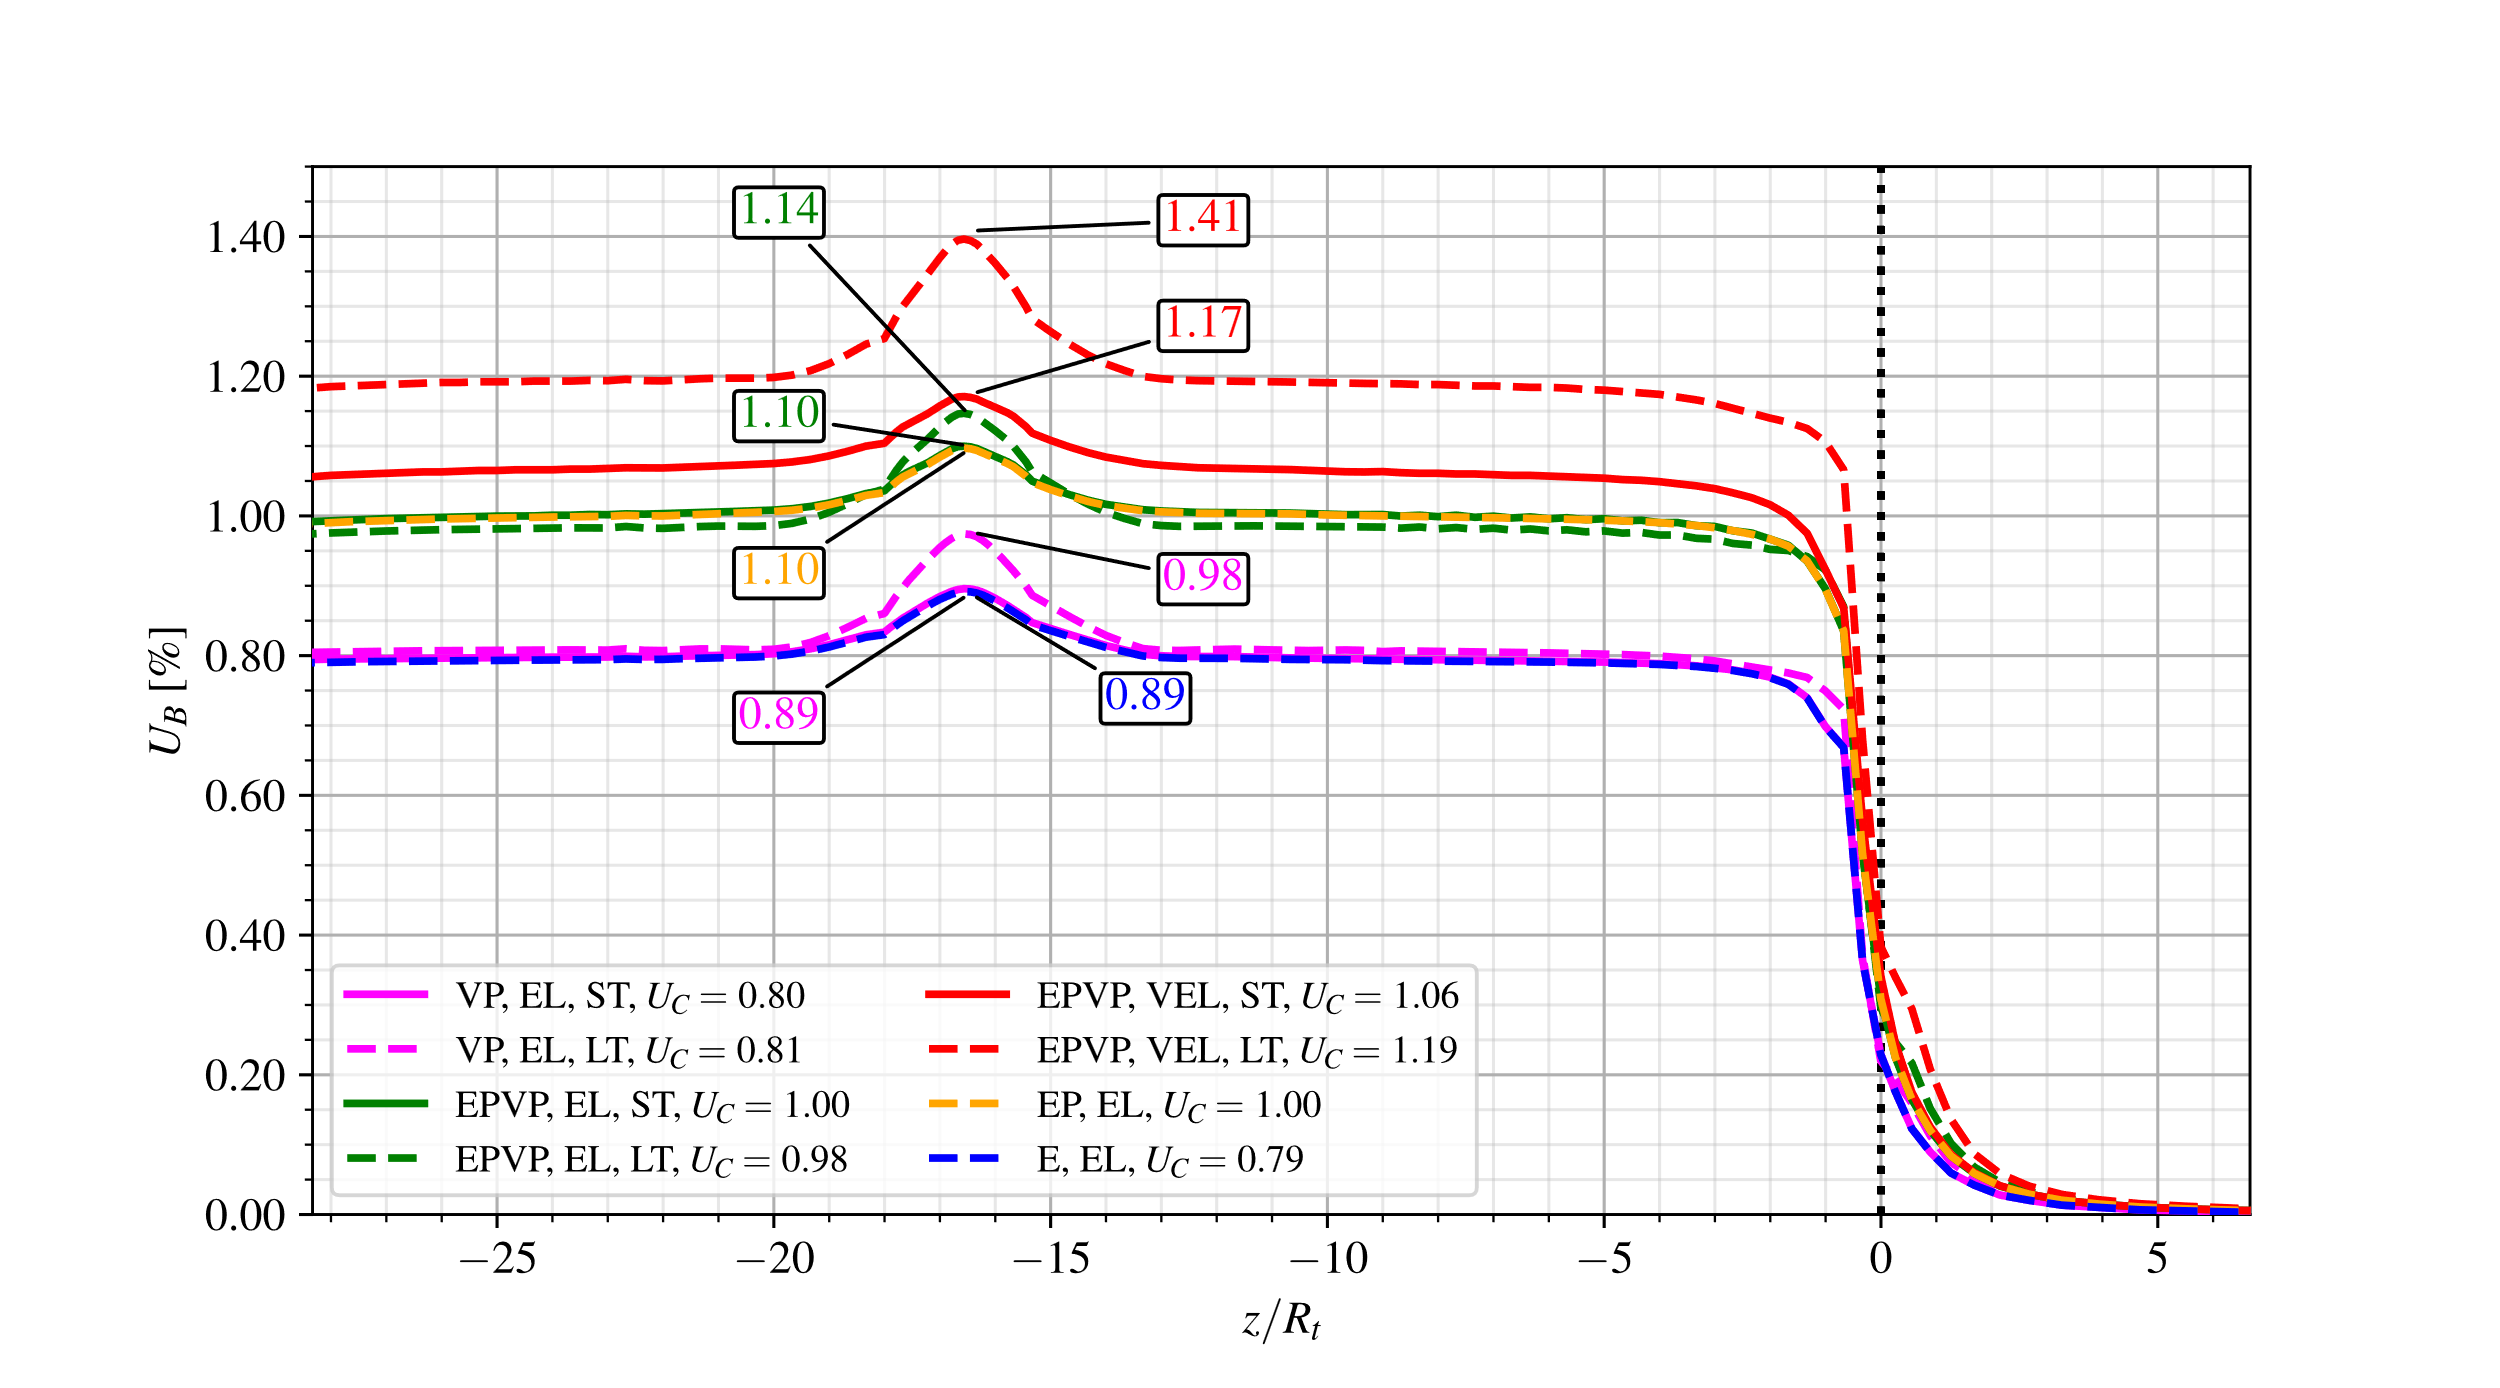 1.14
1.41
1.40
1.17
1.20
1.10
1.00
1.10
0.98
0.80
0.89
0.89
U_B [%]
0.60
0.40
VP, EL, ST, U_C = 0.80
VP, EL, LT, U_C = 0.81
EPVP, EL, ST, U_C = 1.00
EPVP, EL, LT, U_C = 0.98
EPVP, VEL, ST, U_C = 1.06
EPVP, VEL, LT, U_C = 1.19
EP, EL, U_C = 1.00
E, EL, U_C = 0.79
0.20
0.00
−25 −20 −15 −10 −5 0 5
z/R_t